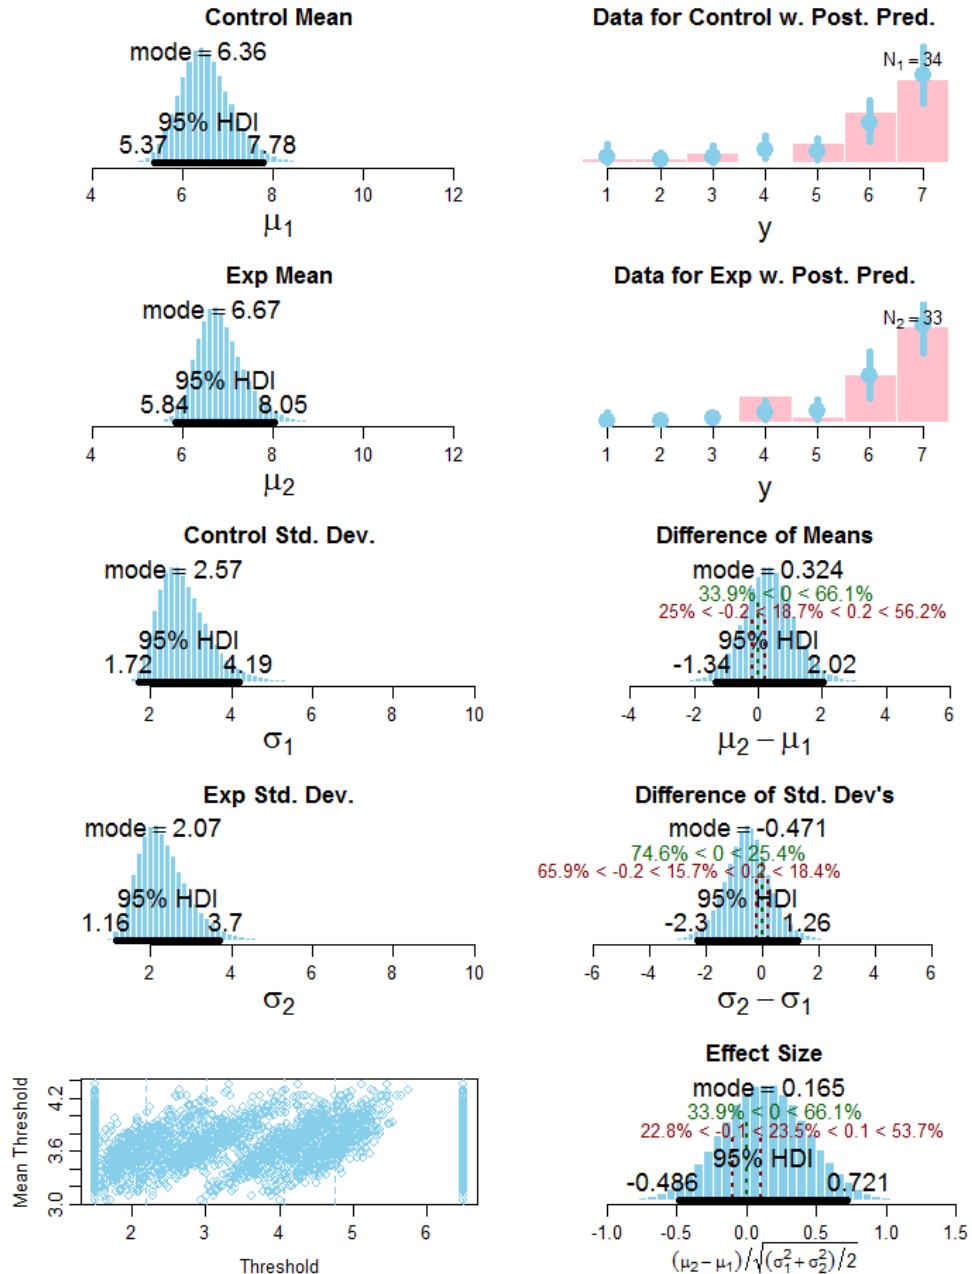 Control Mean
mode = 6.36
95% HDI
5.37 7.78
4 6 8 10 12
μ1
Data for Control w. Post. Pred.
N1 = 34
1 2 3 4 5 6 7
y
Exp Mean
mode = 6.67
95% HDI
5.84 8.05
4 6 8 10 12
μ2
Data for Exp w. Post. Pred.
N2 = 33
1 2 3 4 5 6 7
y
Control Std. Dev.
mode = 2.57
95% HDI
1.72 4.19
2 4 6 8 10
σ1
Difference of Means
mode = 0.324
33.9% < 0 < 66.1%
25% < -0.2 < 18.7% < 0.2 < 56.2%
95% HDI
-1.34 2.02
-4 -2 0 2 4 6
μ2 − μ1
Exp Std. Dev.
mode = 2.07
95% HDI
1.16 3.7
2 4 6 8 10
σ2
Difference of Std. Dev's
mode = -0.471
74.6% < 0 < 25.4%
65.9% < -0.2 < 15.7% < 0.2 < 18.4%
95% HDI
-2.3 1.26
-6 -4 -2 0 2 4 6
σ2 − σ1
Mean Threshold
3.0 3.6 4.2
2 3 4 5 6
Threshold
Effect Size
mode = 0.165
33.9% < 0 < 66.1%
22.8% < -0.1 < 23.5% < 0.1 < 53.7%
95% HDI
-0.486 0.721
-1.0 -0.5 0.0 0.5 1.0 1.5
(μ2 − μ1)/√(σ1² + σ2²)/2